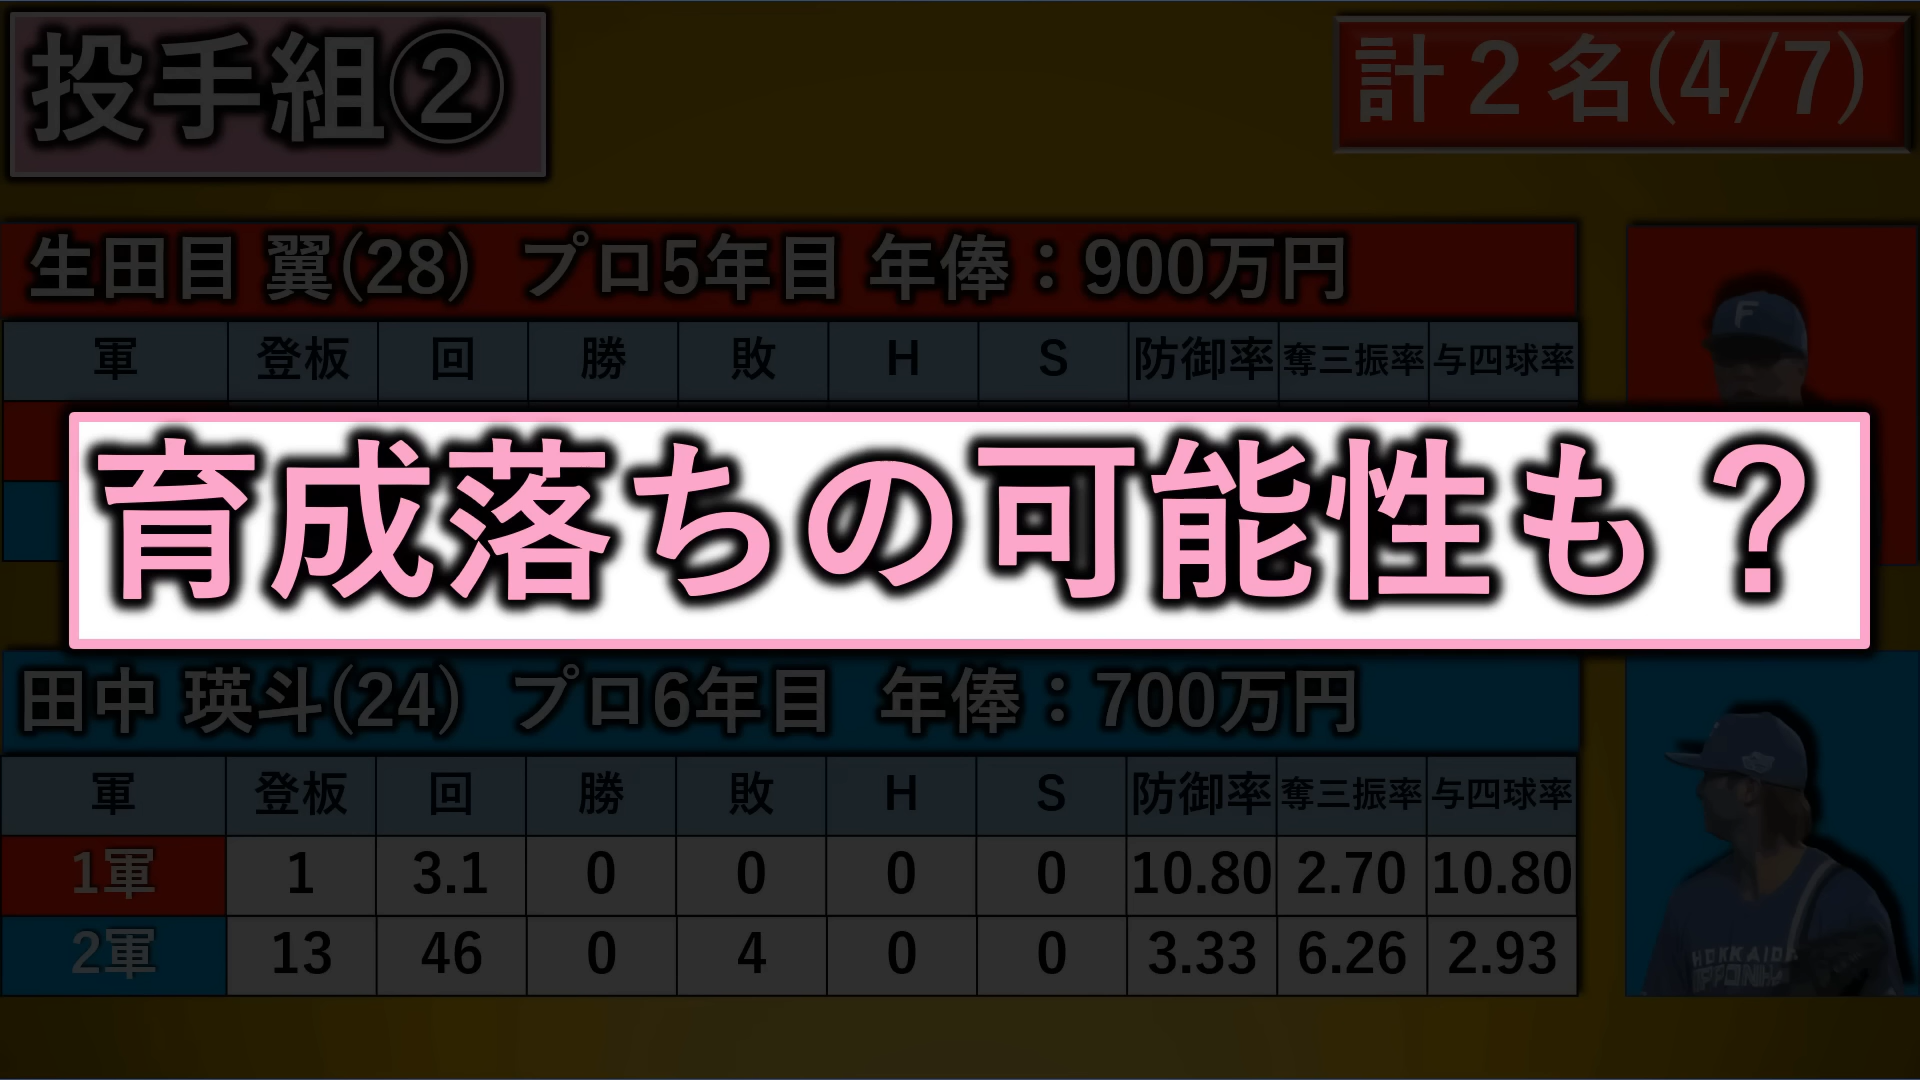 投手組②
計２名(4/7)
生田目 翼(28) プロ5年目 年俸：900万円
軍 登板 回 勝 敗 H S 防御率 奪三振率 与四球率
育成落ちの可能性も？
田中 瑛斗(24) プロ6年目 年俸：700万円
軍 登板 回 勝 敗 H S 防御率 奪三振率 与四球率
1軍 1 3.1 0 0 0 0 10.80 2.70 10.80
2軍 13 46 0 4 0 0 3.33 6.26 2.93
F
HOKKAIDO